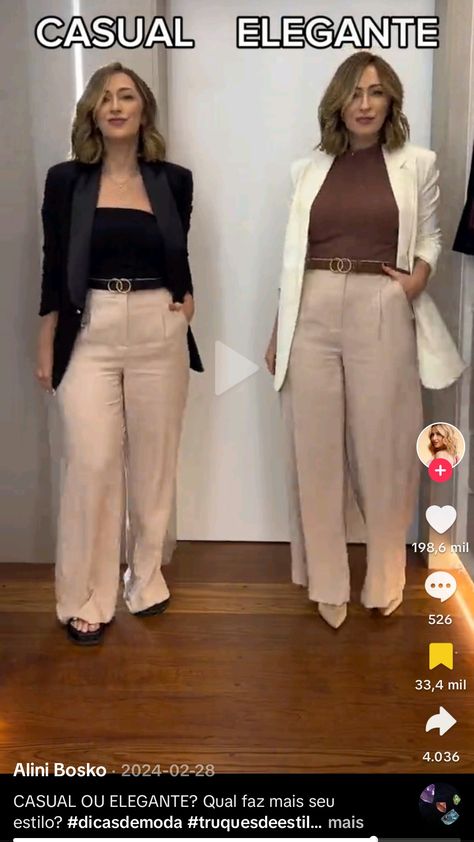 CASUAL ELEGANTE
198,6 mil
526
33,4 mil
4.036
Alini Bosko · 2024-02-28
CASUAL OU ELEGANTE? Qual faz mais seu
estilo? #dicasdemoda #truquesdeestil... mais